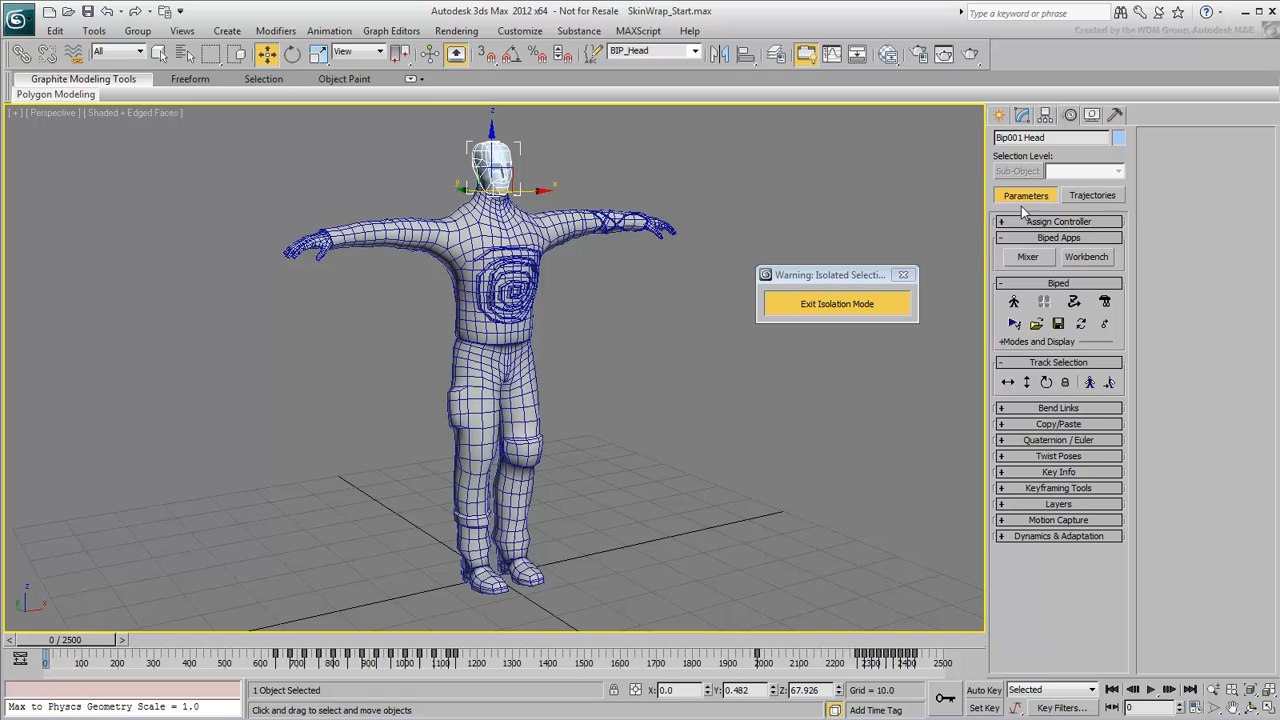 Autodesk 3ds Max 2012 x64 - Not for Resale SkinWrap_Start.max
Type a keyword or phrase
Edit Tools Group Views Create Modifiers Animation Graph Editors Rendering Customize Substance MAXScript Help
Created by the WDM Group, Autodesk M&E
All View BIP_Head
Graphite Modeling Tools Freeform Selection Object Paint
Polygon Modeling
[ + ] [ Perspective ] [ Shaded + Edged Faces ]
Bip001 Head
Selection Level:
Sub-Object
Parameters Trajectories
+ Assign Controller
- Biped Apps
Mixer Workbench
- Biped
+Modes and Display
- Track Selection
+ Bend Links
+ Copy/Paste
+ Quaternion / Euler
+ Twist Poses
+ Key Info
+ Keyframing Tools
+ Layers
+ Motion Capture
+ Dynamics & Adaptation
Warning: Isolated Selecti...
Exit Isolation Mode
z
y x
z
y x
< 0 / 2500 >
0 100 200 300 400 500 600 700 800 900 1000 1100 1200 1300 1400 1500 1600 1700 1800 1900 2000 2100 2200 2300 2400 2500
1 Object Selected X: 0.0 Y: 0.482 Z: 67.926 Grid = 10.0 Auto Key Selected
Max to Physcs Geometry Scale = 1.0 Click and drag to select and move objects Add Time Tag Set Key Key Filters... 0